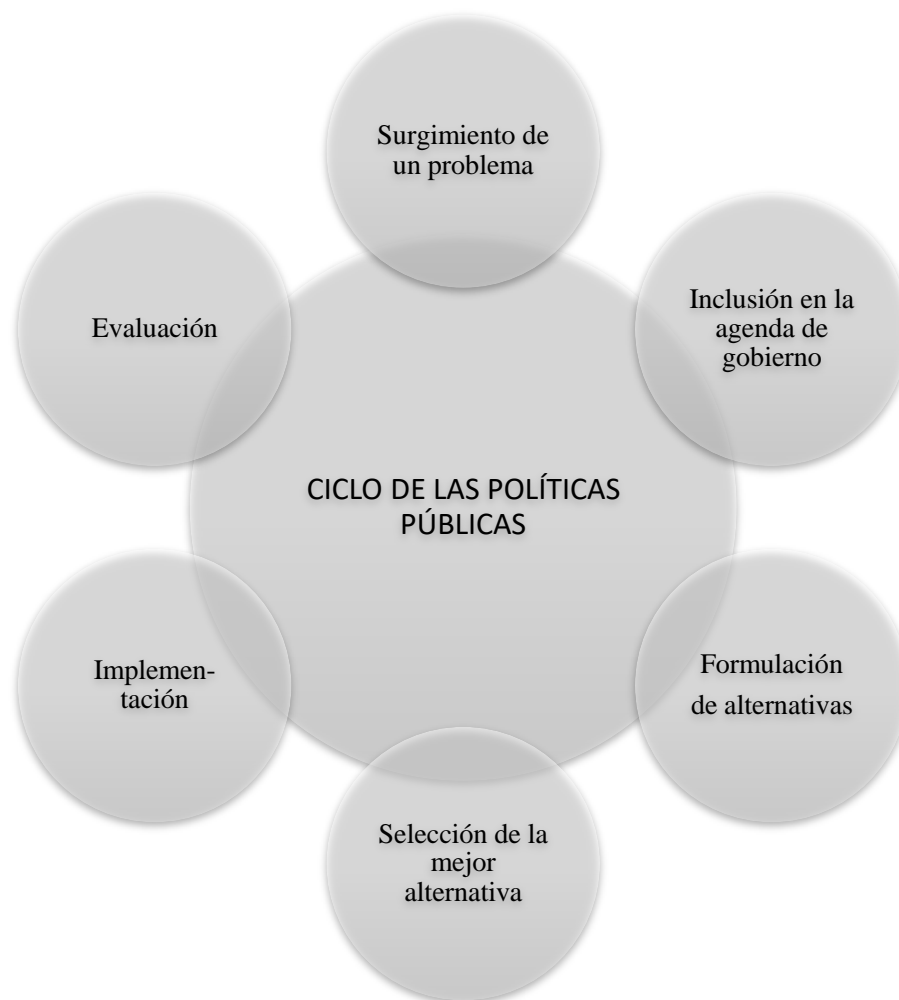 Surgimiento de
un problema
Inclusión en la
agenda de
gobierno
Formulación
de alternativas
Selección de la
mejor
alternativa
Implemen-
tación
Evaluación
CICLO DE LAS POLÍTICAS
PÚBLICAS